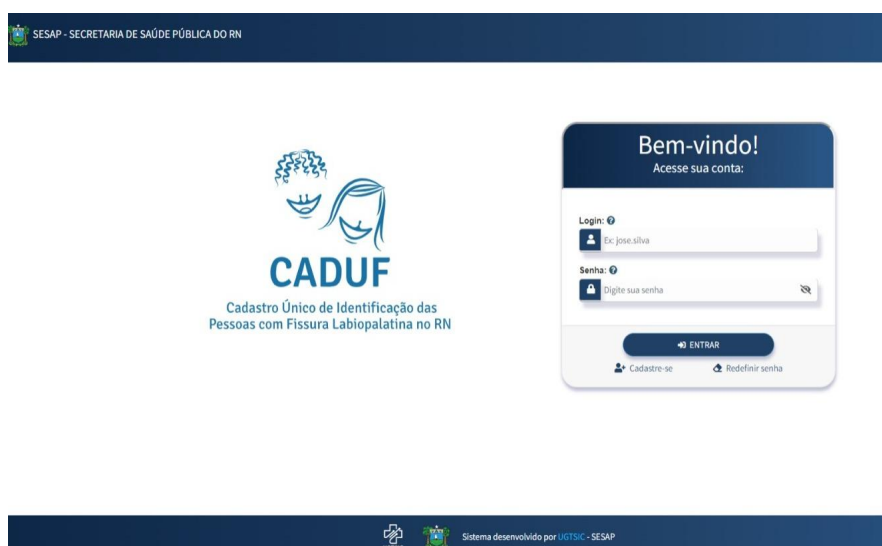 SESAP - SECRETARIA DE SAÚDE PÚBLICA DO RN
CADUF
Cadastro Único de Identificação das
Pessoas com Fissura Labiopalatina no RN
Bem-vindo!
Acesse sua conta:
Login:
Ex: jose.silva
Senha:
Digite sua senha
ENTRAR
Cadastre-se
Redefinir senha
Sistema desenvolvido por UGTSIC - SESAP